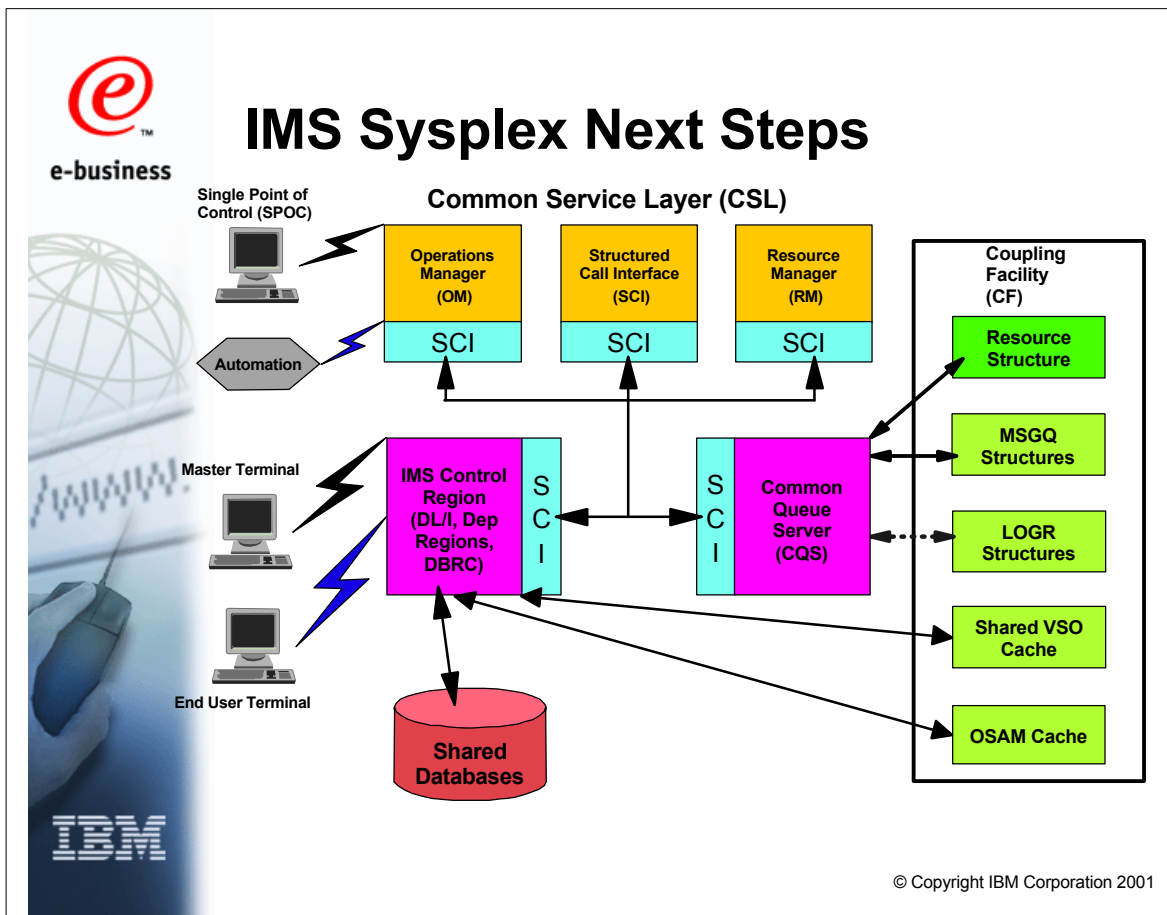 e
TM
e-business
IMS Sysplex Next Steps
Single Point of
Control (SPOC)
Common Service Layer (CSL)
Operations
Manager
(OM)
SCI
Structured
Call Interface
(SCI)
SCI
Resource
Manager
(RM)
SCI
Automation
Coupling
Facility
(CF)
Resource
Structure
MSGQ
Structures
LOGR
Structures
Shared VSO
Cache
OSAM Cache
Master Terminal
IMS Control
Region
(DL/I, Dep
Regions,
DBRC)
S
C
I
S
C
I
Common
Queue
Server
(CQS)
End User Terminal
Shared
Databases
IBM
© Copyright IBM Corporation 2001